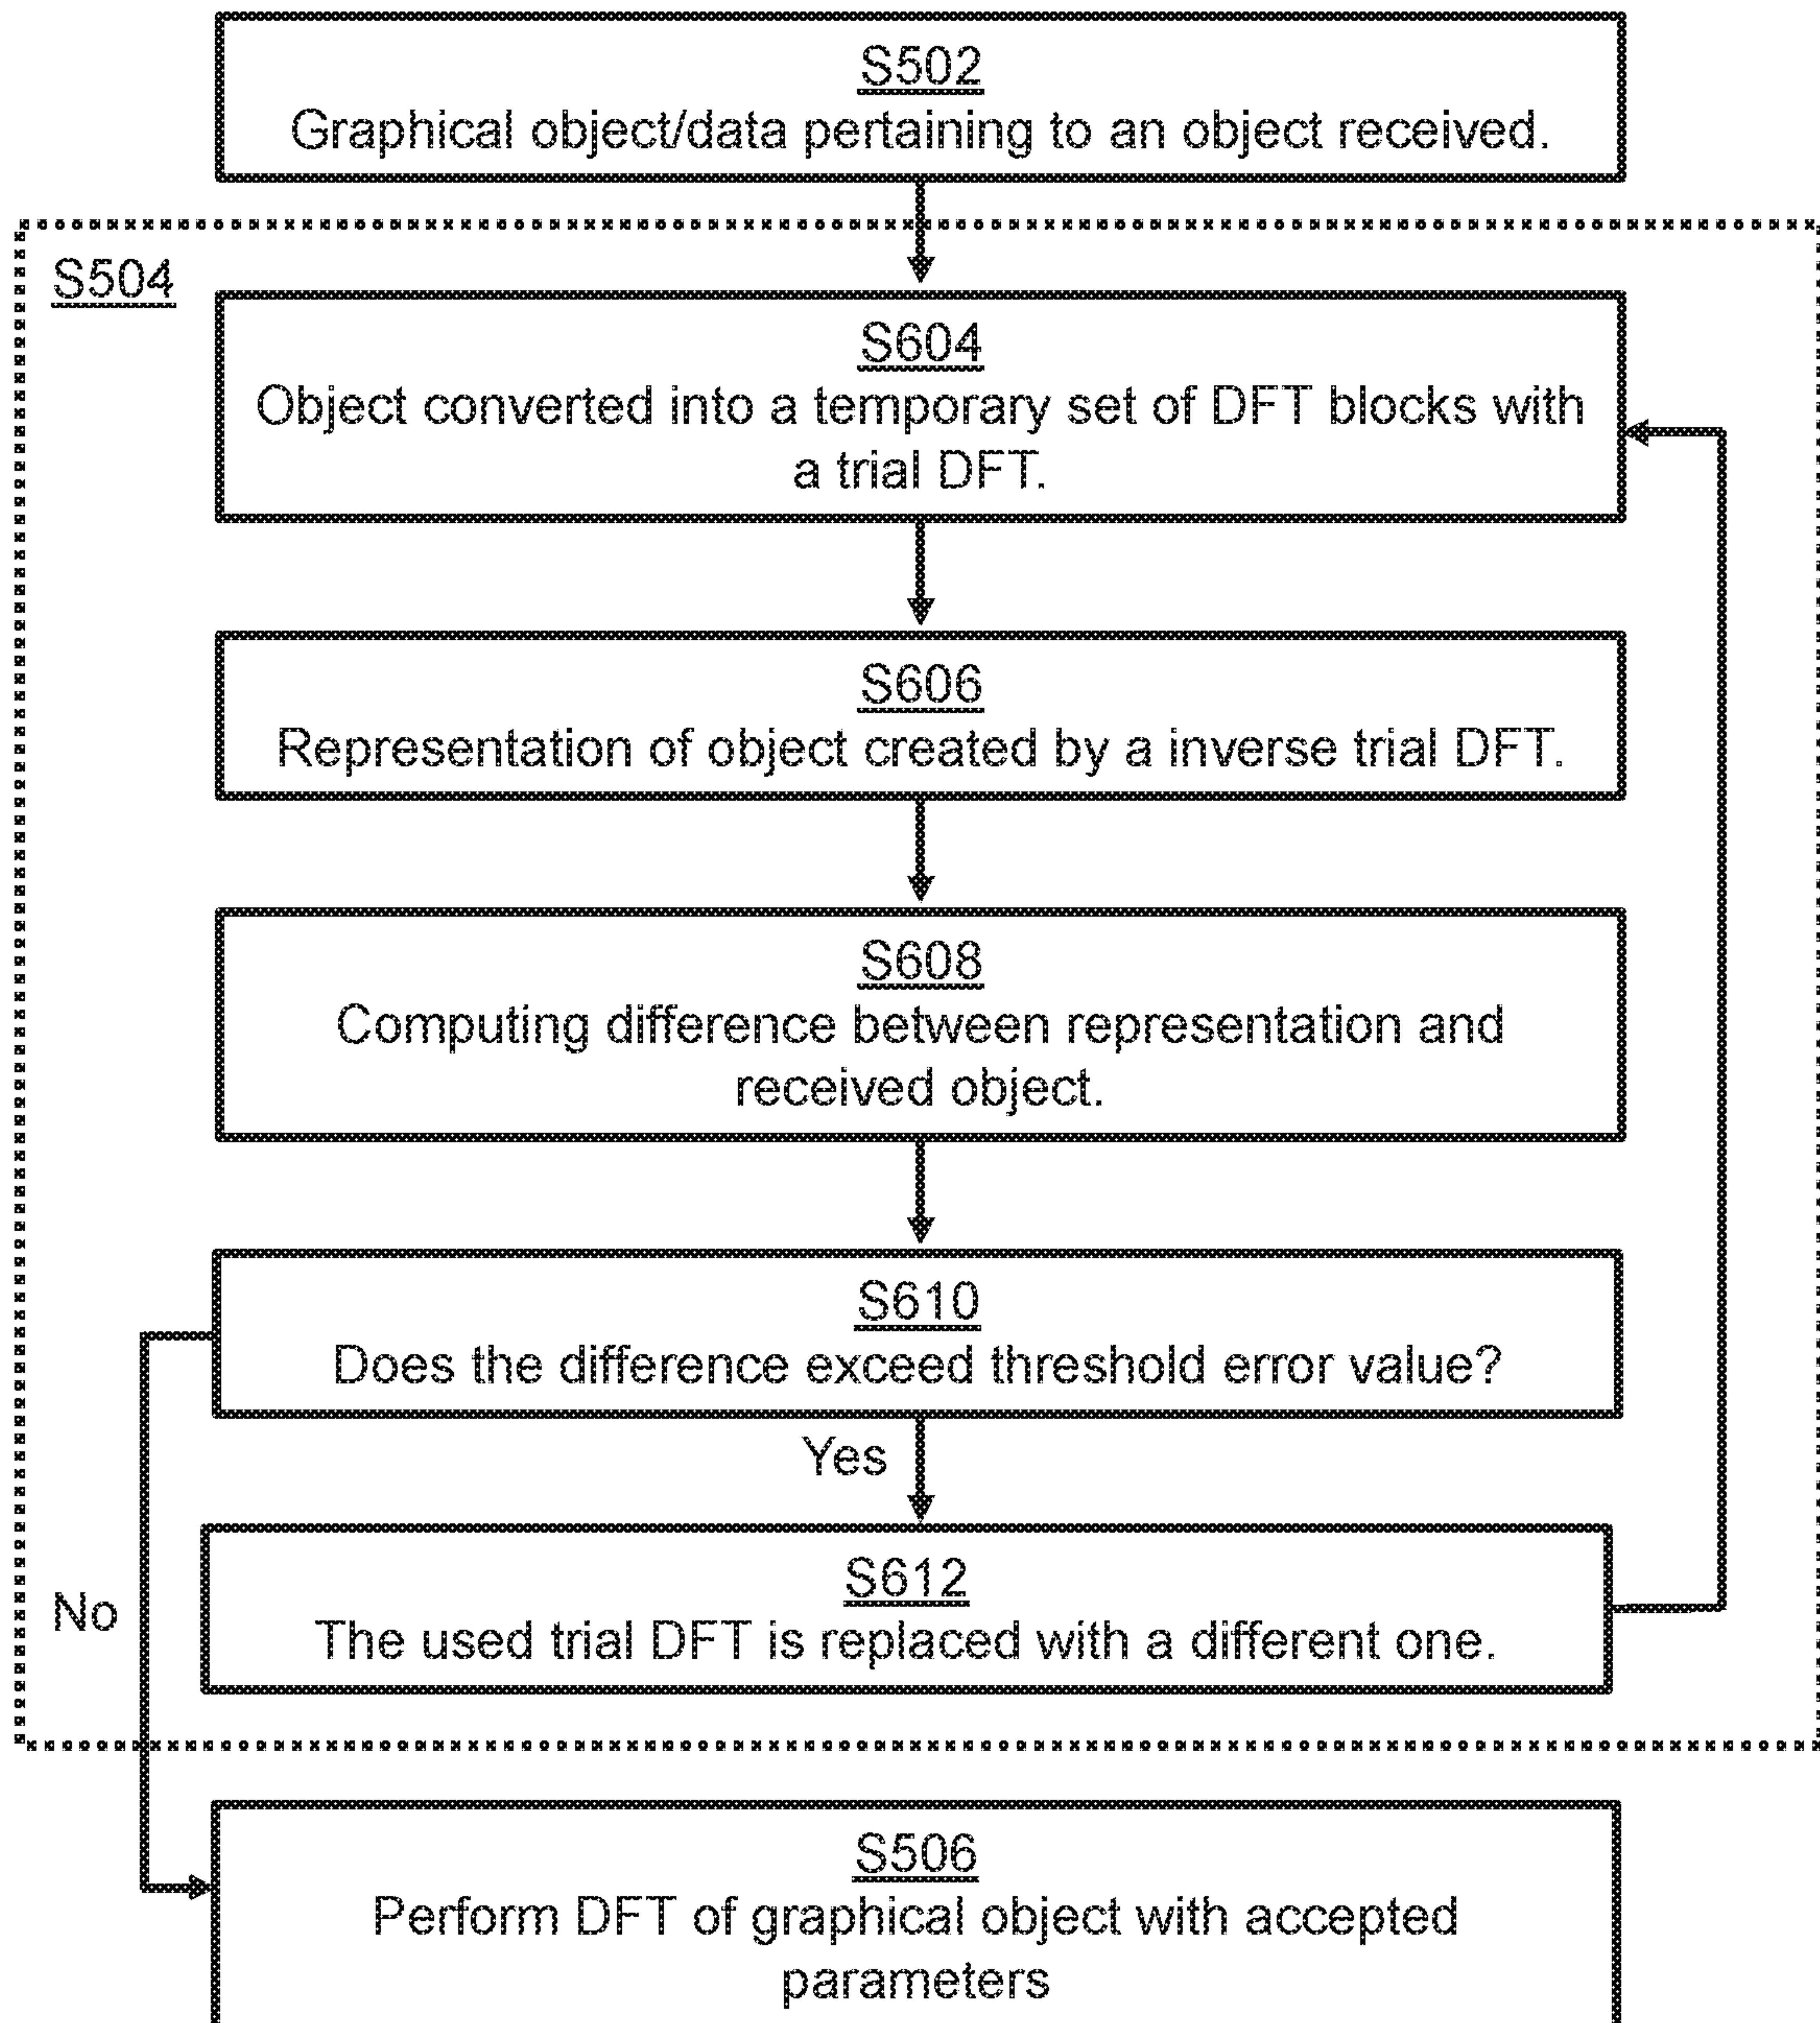 S502
Graphical object/data pertaining to an object received.
S504
S604
Object converted into a temporary set of DFT blocks with
a trial DFT.
S606
Representation of object created by a inverse trial DFT.
S608
Computing difference between representation and
received object.
S610
Does the difference exceed threshold error value?
Yes
S612
The used trial DFT is replaced with a different one.
No
S506
Perform DFT of graphical object with accepted
parameters